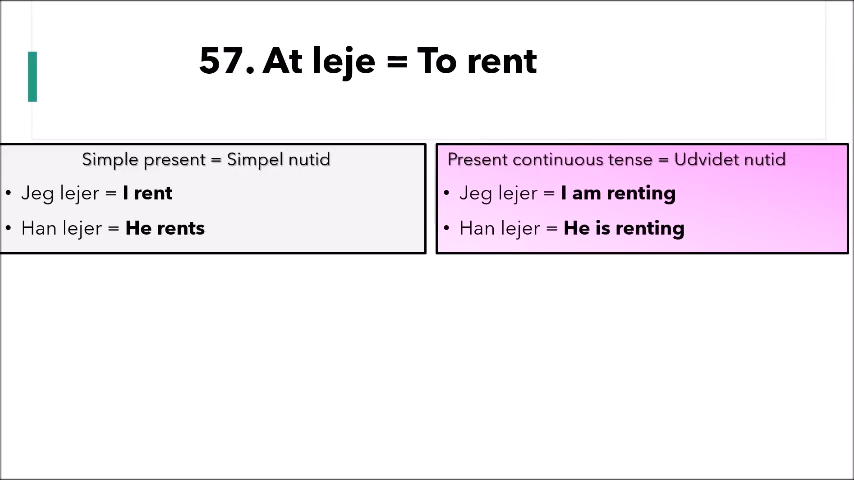 57. At leje = To rent
Simple present = Simpel nutid
• Jeg lejer = I rent
• Han lejer = He rents
Present continuous tense = Udvidet nutid
• Jeg lejer = I am renting
• Han lejer = He is renting